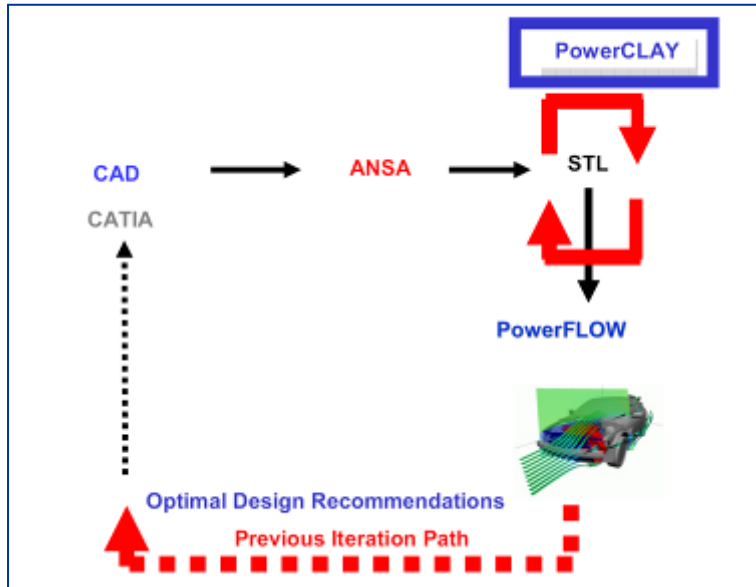 PowerCLAY
CAD
ANSA
STL
CATIA
PowerFLOW
Optimal Design Recommendations
Previous Iteration Path